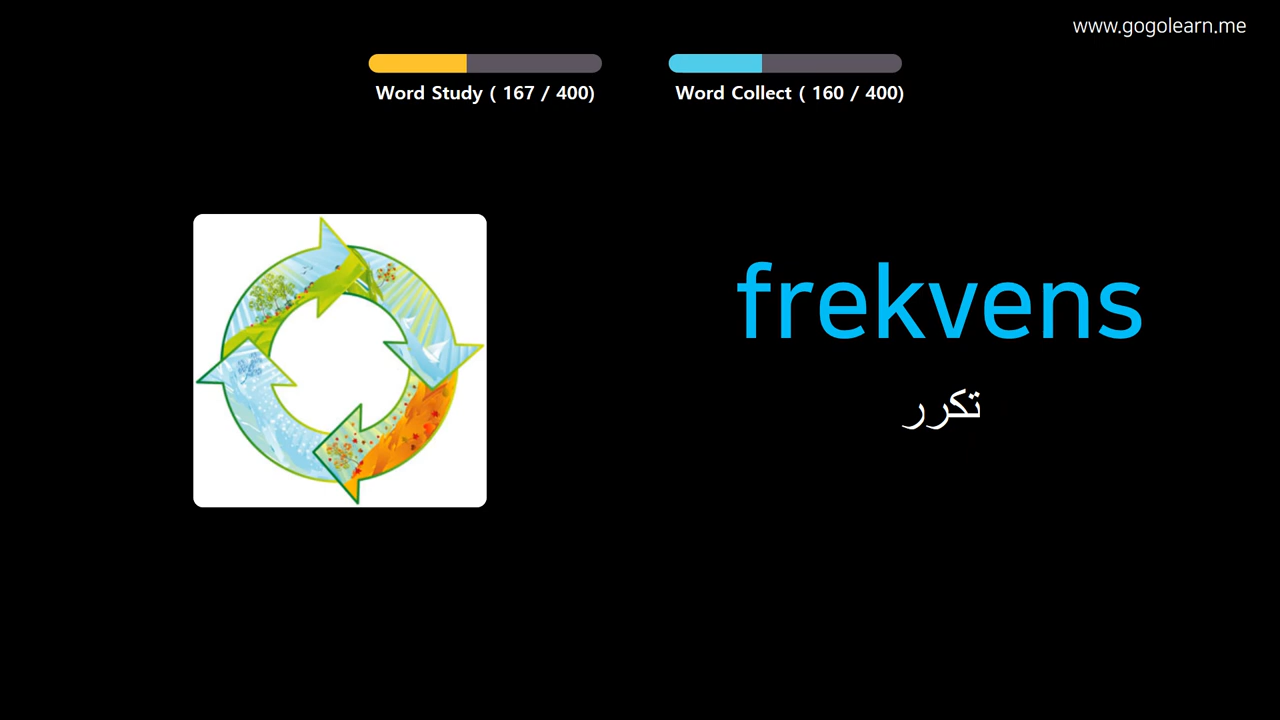 www.gogolearn.me
Word Study ( 167 / 400)
Word Collect ( 160 / 400)
frekvens
تكرر